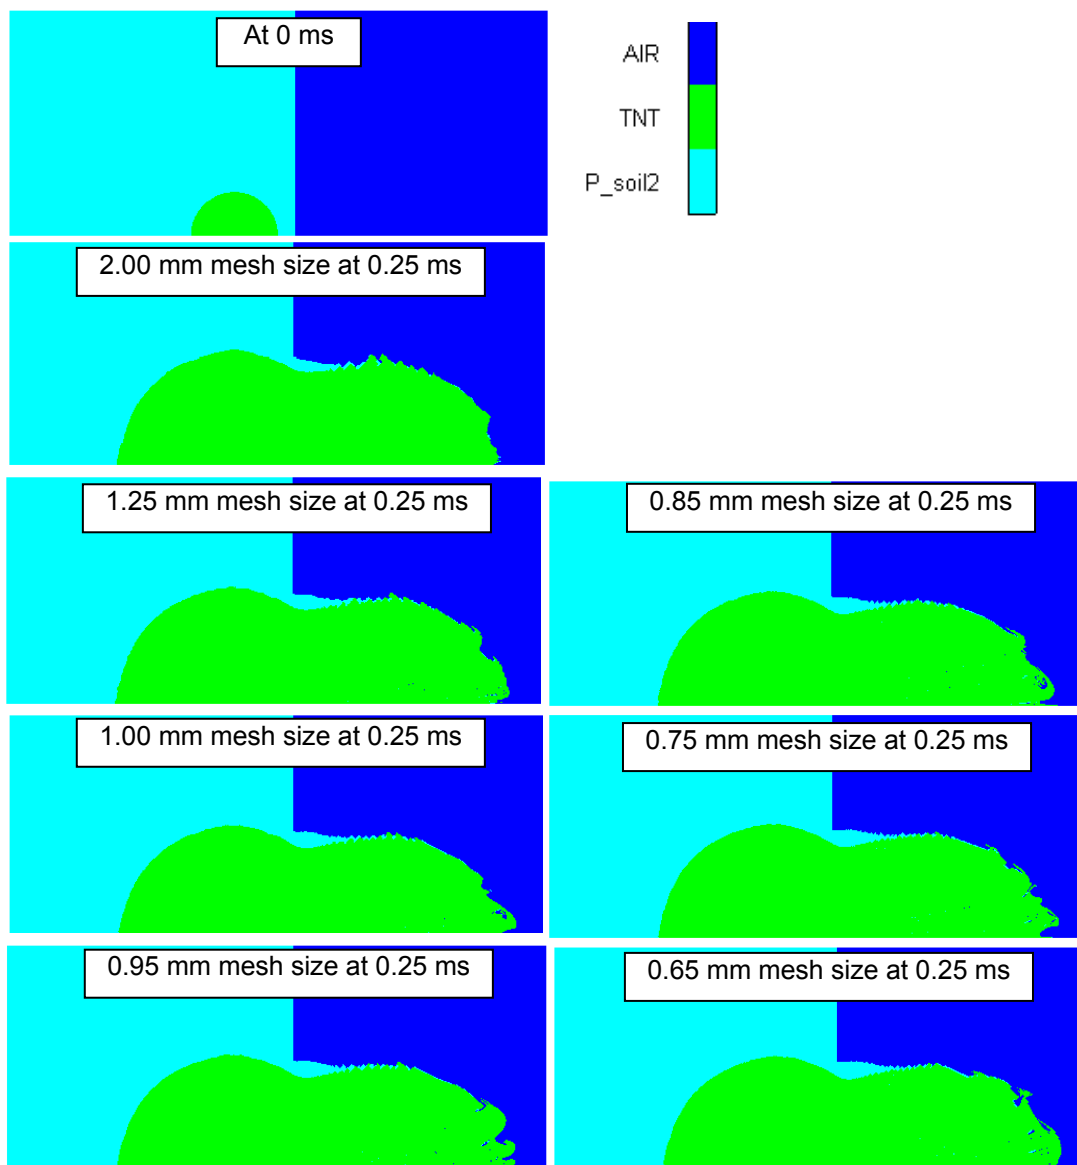 At 0 ms
AIR
TNT
P_soil2
2.00 mm mesh size at 0.25 ms
1.25 mm mesh size at 0.25 ms
0.85 mm mesh size at 0.25 ms
1.00 mm mesh size at 0.25 ms
0.75 mm mesh size at 0.25 ms
0.95 mm mesh size at 0.25 ms
0.65 mm mesh size at 0.25 ms